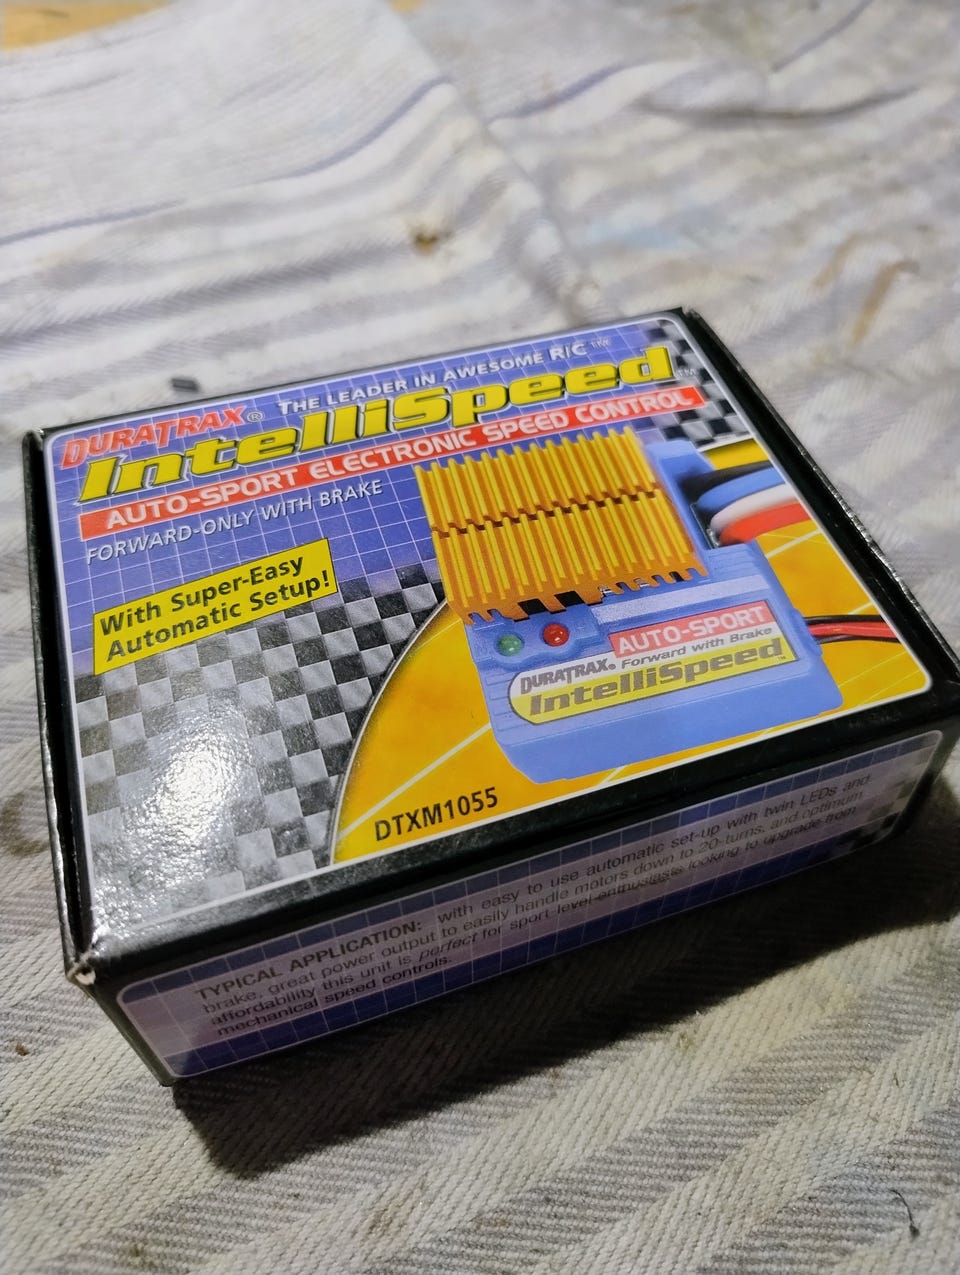 DURATRAX® THE LEADER IN AWESOME R/C™
IntelliSpeed™
AUTO-SPORT ELECTRONIC SPEED CONTROL
FORWARD-ONLY WITH BRAKE
With Super-Easy
Automatic Setup!
AUTO-SPORT
DURATRAX® Forward with Brake
IntelliSpeed™
DTXM1055
TYPICAL APPLICATION: with easy to use automatic set-up with twin LEDs and
brake, great power output to easily handle motors down to 20-turns, and optimum
affordability this unit is perfect for sport level enthusiasts looking to upgrade from
mechanical speed controls.